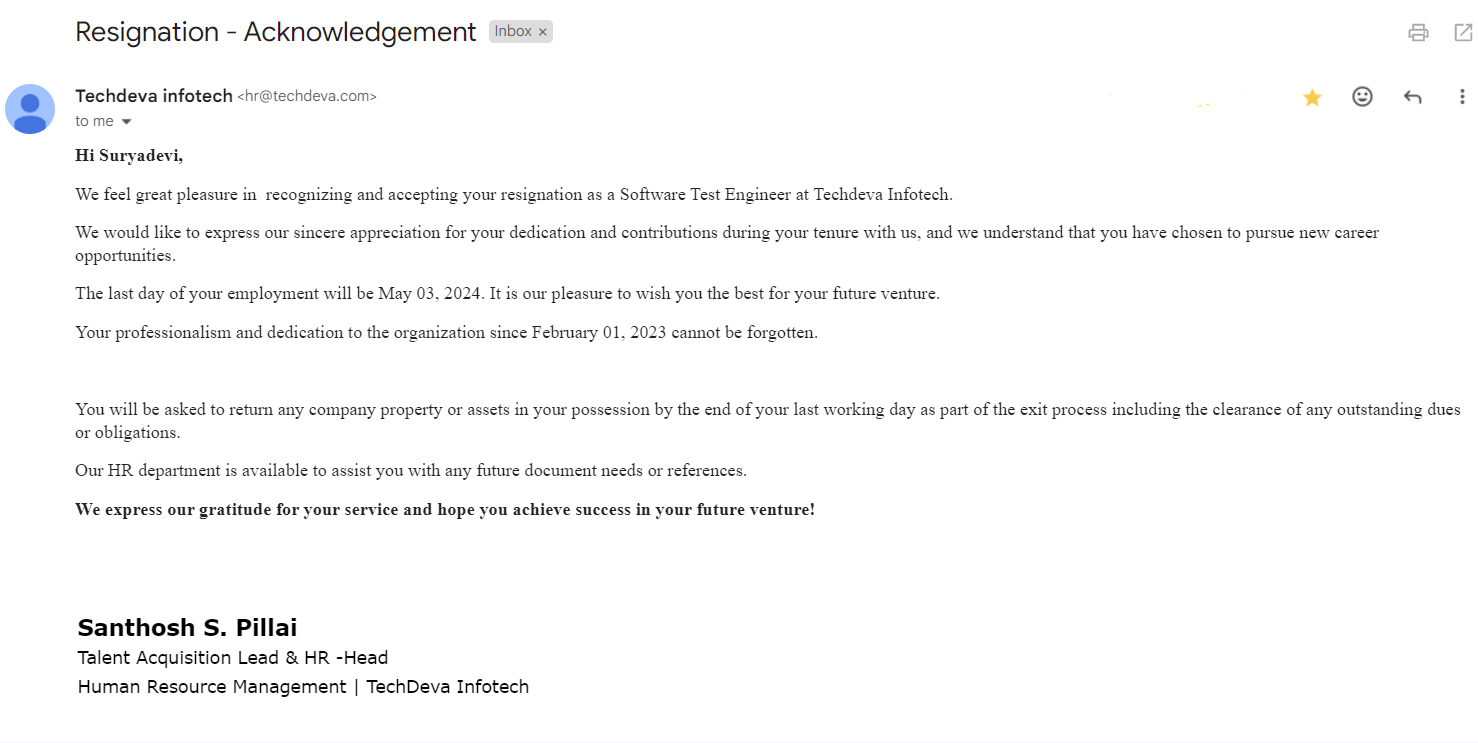 Resignation - Acknowledgement Inbox ×
Techdeva infotech <hr@techdeva.com>
to me
Hi Suryadevi,
We feel great pleasure in  recognizing and accepting your resignation as a Software Test Engineer at Techdeva Infotech.
We would like to express our sincere appreciation for your dedication and contributions during your tenure with us, and we understand that you have chosen to pursue new career
opportunities.
The last day of your employment will be May 03, 2024. It is our pleasure to wish you the best for your future venture.
Your professionalism and dedication to the organization since February 01, 2023 cannot be forgotten.
You will be asked to return any company property or assets in your possession by the end of your last working day as part of the exit process including the clearance of any outstanding dues
or obligations.
Our HR department is available to assist you with any future document needs or references.
We express our gratitude for your service and hope you achieve success in your future venture!
Santhosh S. Pillai
Talent Acquisition Lead & HR -Head
Human Resource Management | TechDeva Infotech